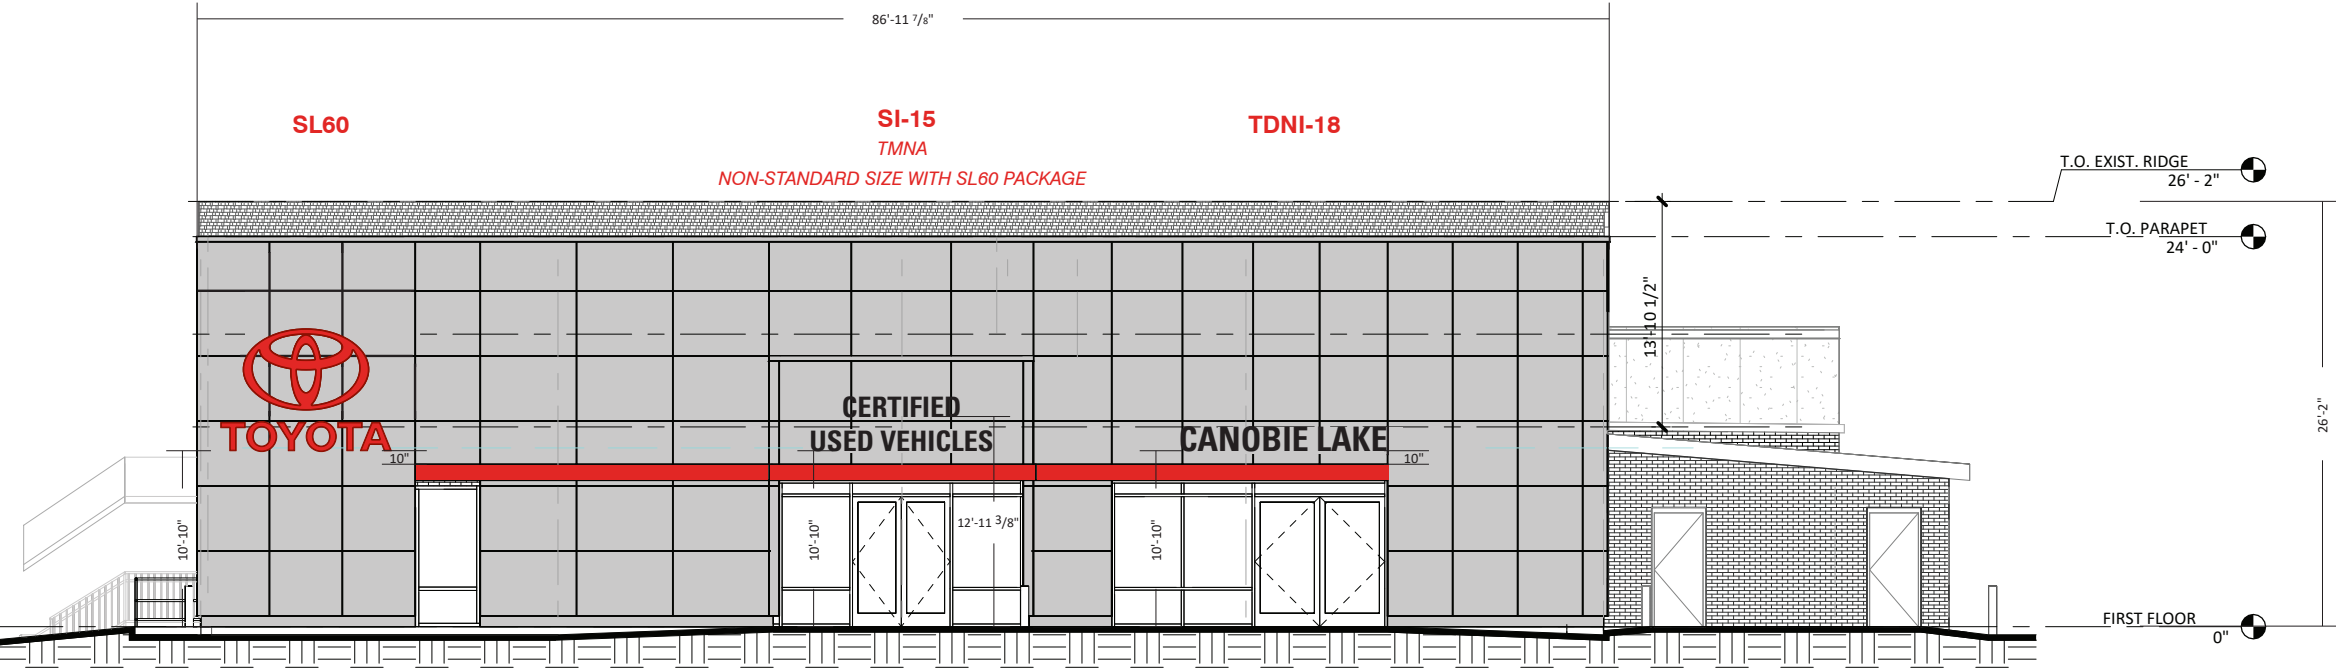 86'-11 7/8"
SL60
SI-15
TMNA
NON-STANDARD SIZE WITH SL60 PACKAGE
TDNI-18
T.O. EXIST. RIDGE
26' - 2"
T.O. PARAPET
24' - 0"
13'-10 1/2"
26'-2"
TOYOTA
CERTIFIED
USED VEHICLES
CANOBIE LAKE
10"
10"
10'-10"
10'-10"
12'-11 3/8"
10'-10"
FIRST FLOOR
0"